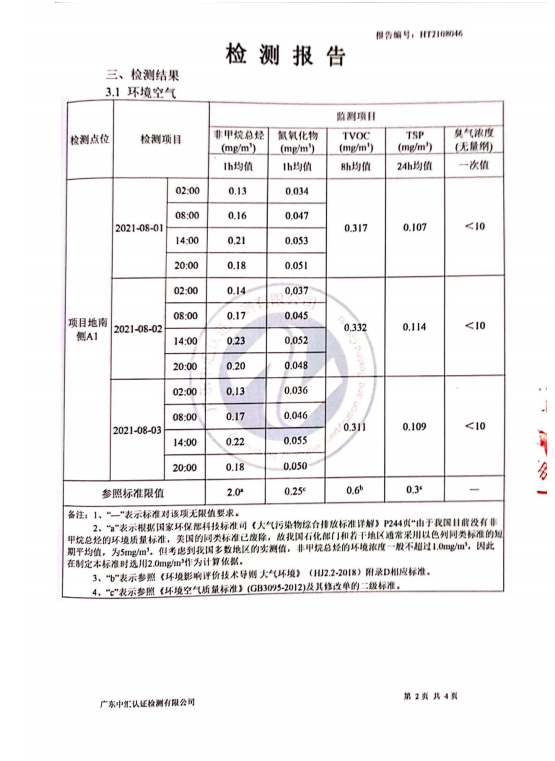 报告编号：HT2108046
检 测 报 告
三、检测结果
3.1 环境空气
检测点位 检测项目 监测项目
非甲烷总烃 氮氧化物 TVOC TSP 臭气浓度
(mg/m³) (mg/m³) (mg/m³) (mg/m³) (无量纲)
1h均值 1h均值 8h均值 24h均值 一次值
项目地南侧A1
2021-08-01 0.317 0.107 ＜10
02:00 0.13 0.034
08:00 0.16 0.047
14:00 0.21 0.053
20:00 0.18 0.051
2021-08-02 0.332 0.114 ＜10
02:00 0.14 0.037
08:00 0.17 0.045
14:00 0.23 0.052
20:00 0.20 0.048
2021-08-03 0.311 0.109 ＜10
02:00 0.13 0.036
08:00 0.17 0.046
14:00 0.22 0.055
20:00 0.18 0.050
参照标准限值 2.0ᵃ 0.25ᶜ 0.6ᵇ 0.3ᶜ —
备注：1、“—”表示标准对该项无限值要求。
2、“a”表示根据国家环保部科技标准司《大气污染物综合排放标准详解》P244页“由于我国目前没有非
甲烷总烃的环境质量标准，美国的同类标准已废除，故我国石化部门和若干地区通常采用以色列同类标准的短
期平均值，为5mg/m³。但考虑到我国多数地区的实测值，非甲烷总烃的环境浓度一般不超过1.0mg/m³，因此
在制定本标准时选用2.0mg/m³作为计算依据。
3、“b”表示参照《环境影响评价技术导则 大气环境》（HJ2.2-2018）附录D相应标准。
4、“c”表示参照《环境空气质量标准》(GB3095-2012)及其修改单的二级标准。
广东中汇认证检测有限公司
第 2 页 共 4 页